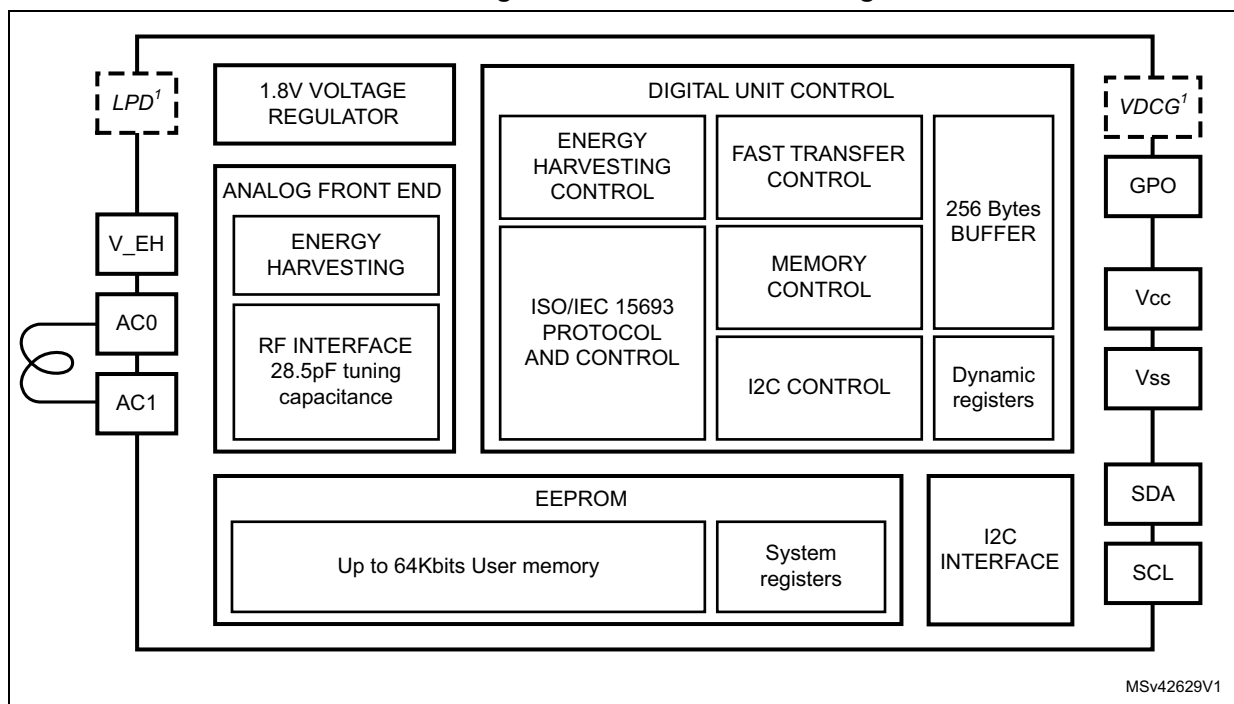 LPD¹
V_EH
AC0
AC1
1.8V VOLTAGE
REGULATOR
ANALOG FRONT END
ENERGY
HARVESTING
RF INTERFACE
28.5pF tuning
capacitance
DIGITAL UNIT CONTROL
ENERGY
HARVESTING
CONTROL
FAST TRANSFER
CONTROL
256 Bytes
BUFFER
ISO/IEC 15693
PROTOCOL
AND CONTROL
MEMORY
CONTROL
I2C CONTROL
Dynamic
registers
EEPROM
Up to 64Kbits User memory
System
registers
I2C
INTERFACE
VDCG¹
GPO
Vcc
Vss
SDA
SCL
MSv42629V1